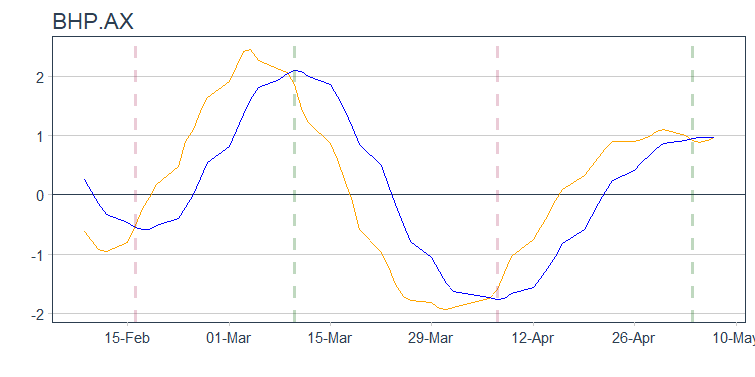 BHP.AX
2
1
0
-1
-2
15-Feb
01-Mar
15-Mar
29-Mar
12-Apr
26-Apr
10-May